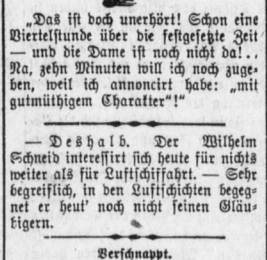 „Das ist doch unerhört! Schon eine
Viertelstunde über die festgesetzte Zeit
— und die Dame ist noch nicht da!..
Na, zehn Minuten will ich noch zuge-
ben, weil ich annoncirt habe: „mit
gutmüthigem Charakter“!“
— Deshalb. Der Wilhelm
Schneid interessirt sich heute für nichts
weiter als für Luftschiffahrt. — Sehr
begreiflich, in den Luftschichten begeg-
net er heut' noch nicht seinen Gläu-
bigern.
Verschnappt.